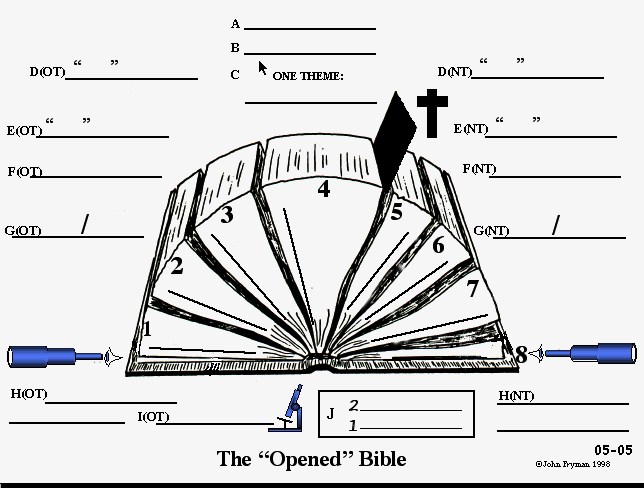 A
B
C ONE THEME:
D(OT) “ ”
D(NT) “ ”
E(OT) “ ”
E(NT) “ ”
F(OT)
F(NT)
G(OT) /
G(NT) /
1
2
3
4
5
6
7
8
H(OT)
H(NT)
I(OT)
J 2
1
The “Opened” Bible
05-05
©John Fryman 1998